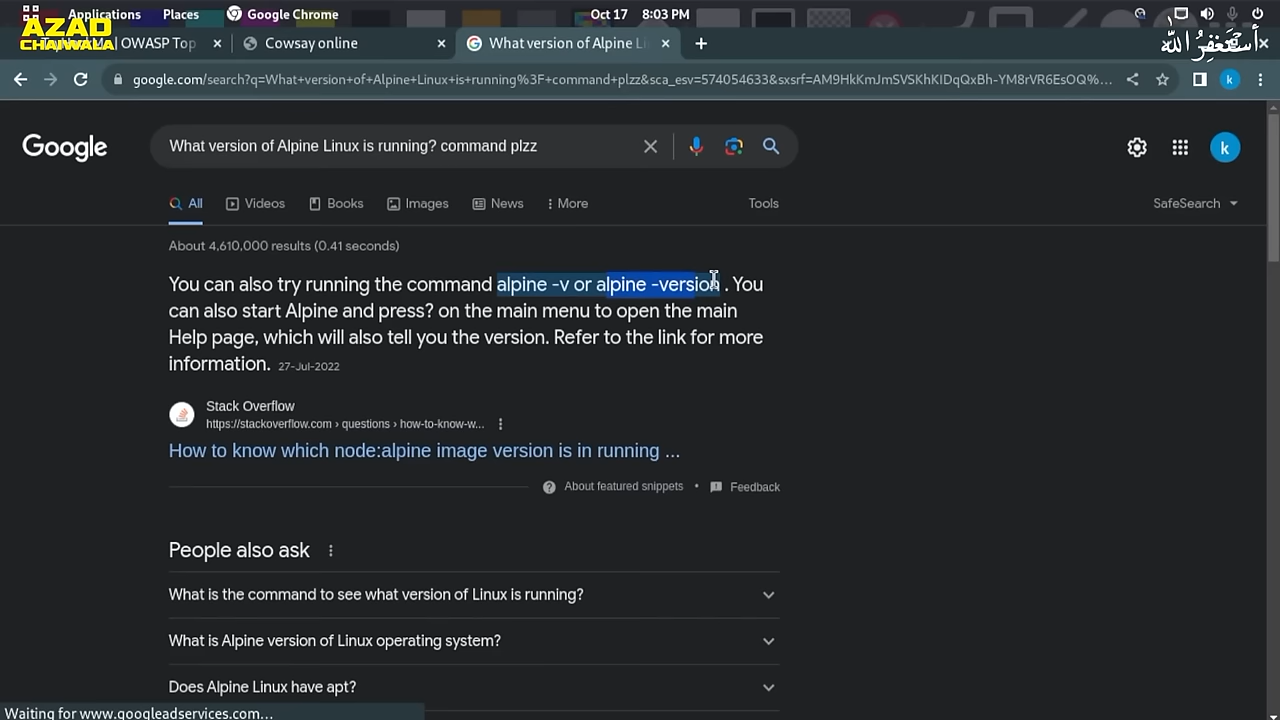 Applications Places Google Chrome Oct 17 8:03 PM
AZAD
CHAIWALA
أستغفر الله
OWASP Top
Cowsay online
What version of Alpine Li
google.com/search?q=What+version+of+Alpine+Linux+is+running%3F+command+plzz&sca_esv=574054633&sxsrf=AM9HkKmJmSVSKhKIDqQxBh-YM8rVR6EsOQ%...
k
Google
What version of Alpine Linux is running? command plzz
k
All Videos Books Images News More Tools SafeSearch
About 4,610,000 results (0.41 seconds)
You can also try running the command alpine -v or alpine -version . You
can also start Alpine and press? on the main menu to open the main
Help page, which will also tell you the version. Refer to the link for more
information. 27-Jul-2022
Stack Overflow
https://stackoverflow.com › questions › how-to-know-w...
How to know which node:alpine image version is in running ...
About featured snippets • Feedback
People also ask
What is the command to see what version of Linux is running?
What is Alpine version of Linux operating system?
Does Alpine Linux have apt?
Waiting for www.googleadservices.com...